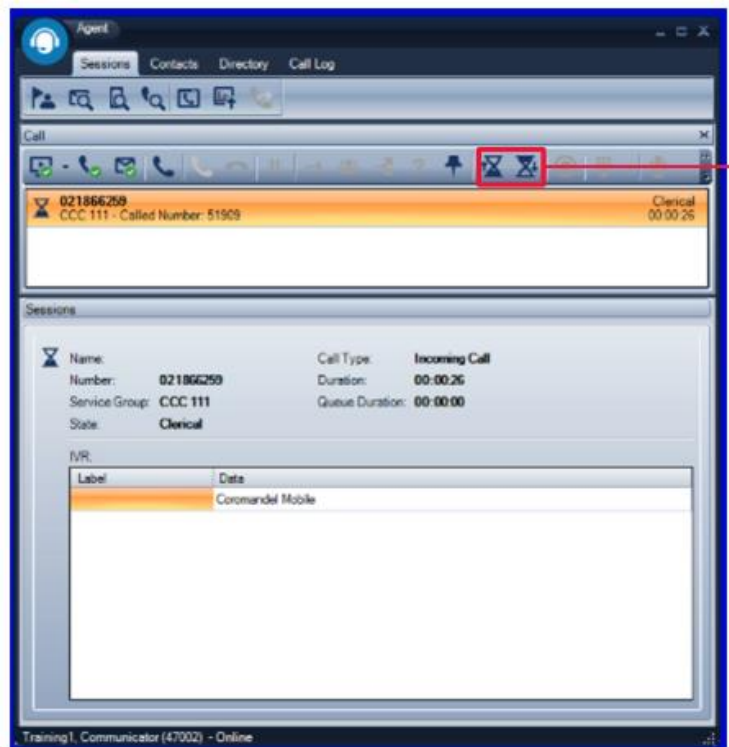 Agent
Sessions Contacts Directory Call Log
Call
021866259 Clerical
CCC 111 - Called Number: 51909 00:00:26
Sessions
Name: Call Type: Incoming Call
Number: 021866259 Duration: 00:00:26
Service Group: CCC 111 Queue Duration: 00:00:00
State: Clerical
IVR:
Label Data
Coromandel Mobile
Training1, Communicator (47002) - Online